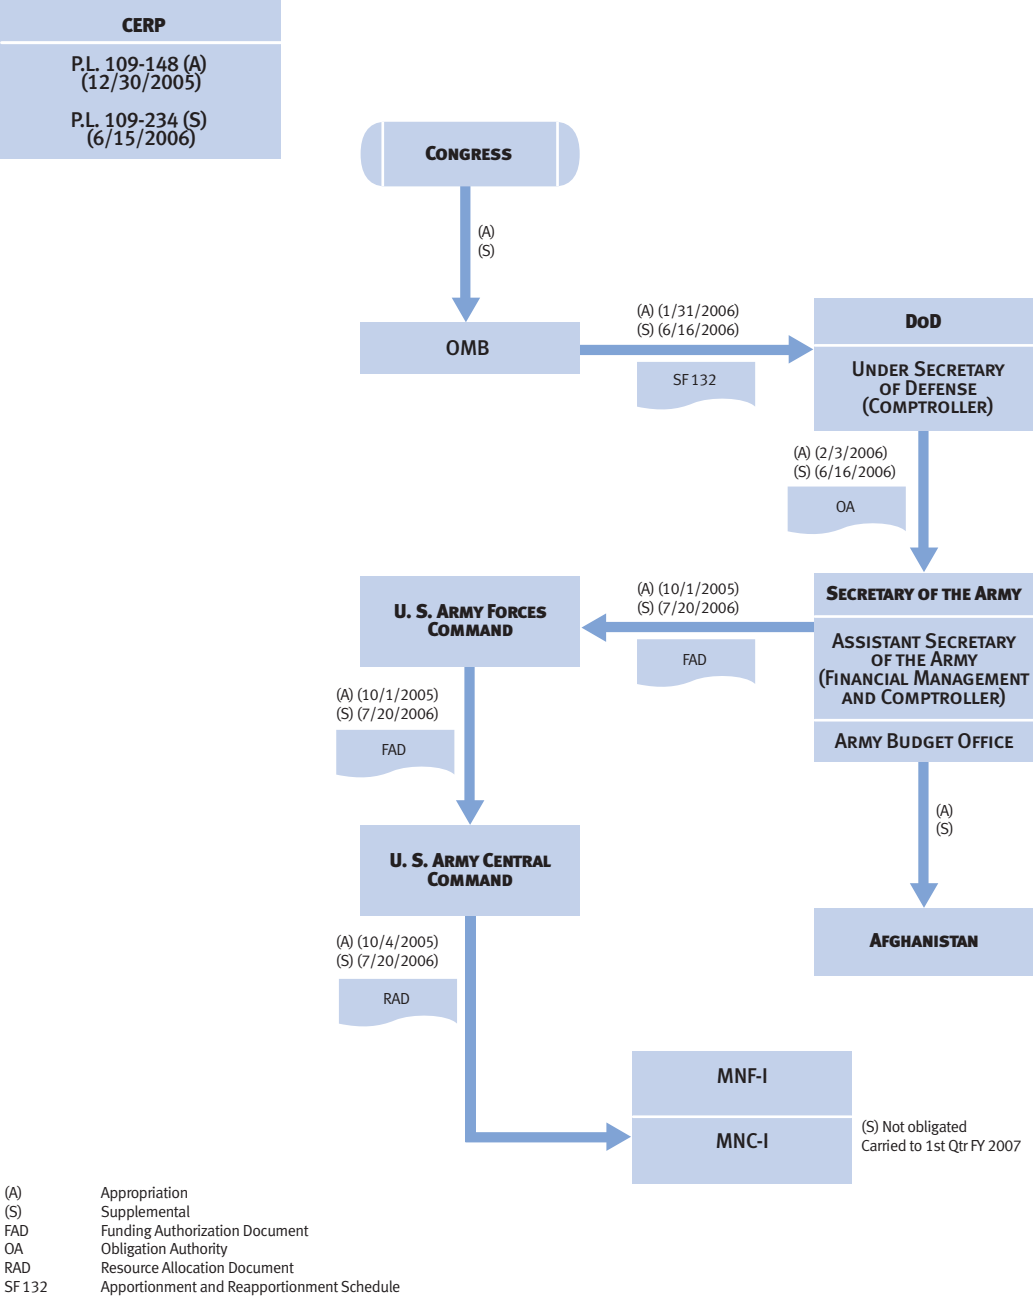 CERP
P.L. 109-148 (A)
(12/30/2005)
P.L. 109-234 (S)
(6/15/2006)
CONGRESS
(A)
(S)
OMB
(A) (1/31/2006)
(S) (6/16/2006)
SF 132
DOD
UNDER SECRETARY
OF DEFENSE
(COMPTROLLER)
(A) (2/3/2006)
(S) (6/16/2006)
OA
SECRETARY OF THE ARMY
ASSISTANT SECRETARY
OF THE ARMY
(FINANCIAL MANAGEMENT
AND COMPTROLLER)
ARMY BUDGET OFFICE
(A) (10/1/2005)
(S) (7/20/2006)
FAD
U. S. ARMY FORCES
COMMAND
(A) (10/1/2005)
(S) (7/20/2006)
FAD
(A)
(S)
U. S. ARMY CENTRAL
COMMAND
AFGHANISTAN
(A) (10/4/2005)
(S) (7/20/2006)
RAD
MNF-I
MNC-I
(S) Not obligated
Carried to 1st Qtr FY 2007
(A) Appropriation
(S) Supplemental
FAD Funding Authorization Document
OA Obligation Authority
RAD Resource Allocation Document
SF 132 Apportionment and Reapportionment Schedule